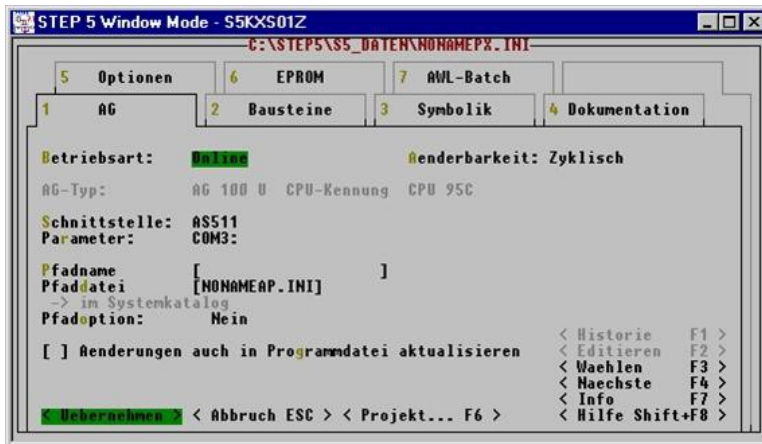 STEP 5 Window Mode - S5KXS01Z
C:\STEP5\S5_DATEN\NONAMEPX.INI
5 Optionen 6 EPROM 7 AWL-Batch
1 AG 2 Bausteine 3 Symbolik 4 Dokumentation
Betriebsart: Online Aenderbarkeit: Zyklisch
AG-Typ: AG 100 U CPU-Kennung CPU 95C
Schnittstelle: AS511
Parameter: COM3:
Pfadname [ ]
Pfaddatei [NONAMEAP.INI]
-> im Systemkatalog
Pfadoption: Nein
< Historie F1 >
[ ] Aenderungen auch in Programmdatei aktualisieren < Editieren F2 >
< Waehlen F3 >
< Naechste F4 >
< Info F7 >
< Uebernehmen > < Abbruch ESC > < Projekt... F6 > < Hilfe Shift+F8 >